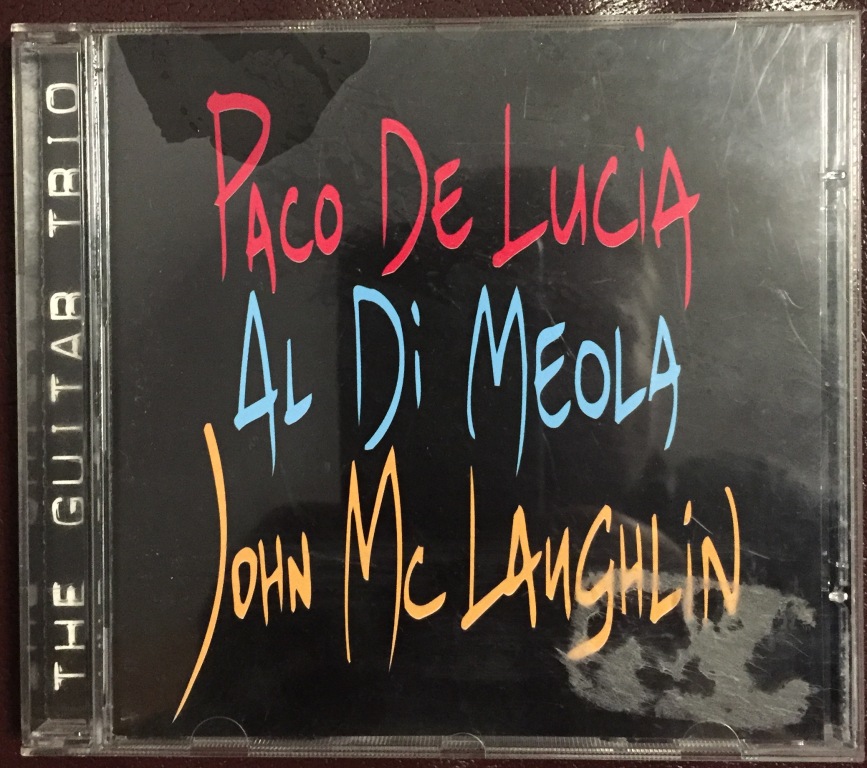 THE GUITAR TRIO
PACO DE LUCiA
AL Di MEOLA
JOHN Mc LAUGHLiN